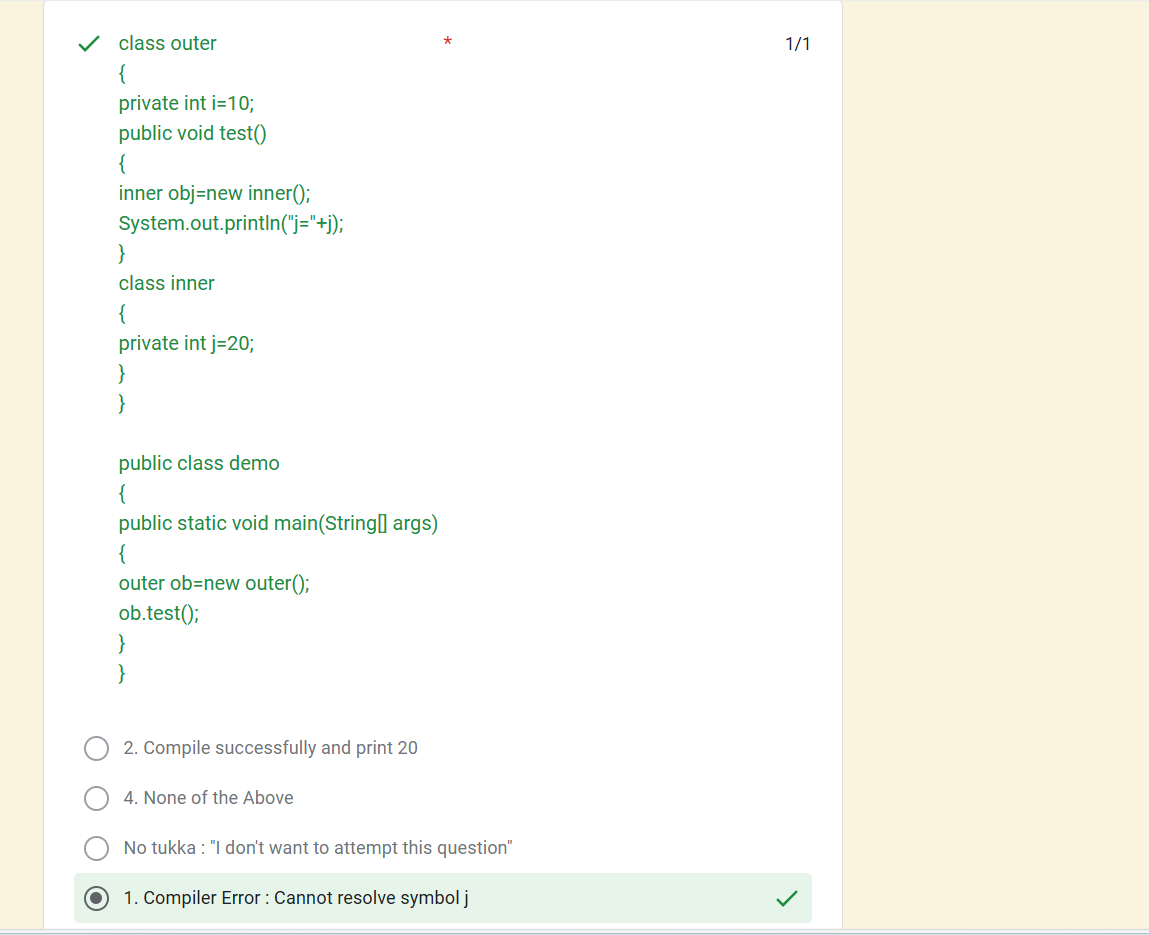 class outer * 1/1
{
private int i=10;
public void test()
{
inner obj=new inner();
System.out.println("j="+j);
}
class inner
{
private int j=20;
}
}
public class demo
{
public static void main(String[] args)
{
outer ob=new outer();
ob.test();
}
}
2. Compile successfully and print 20
4. None of the Above
No tukka : "I don't want to attempt this question"
1. Compiler Error : Cannot resolve symbol j